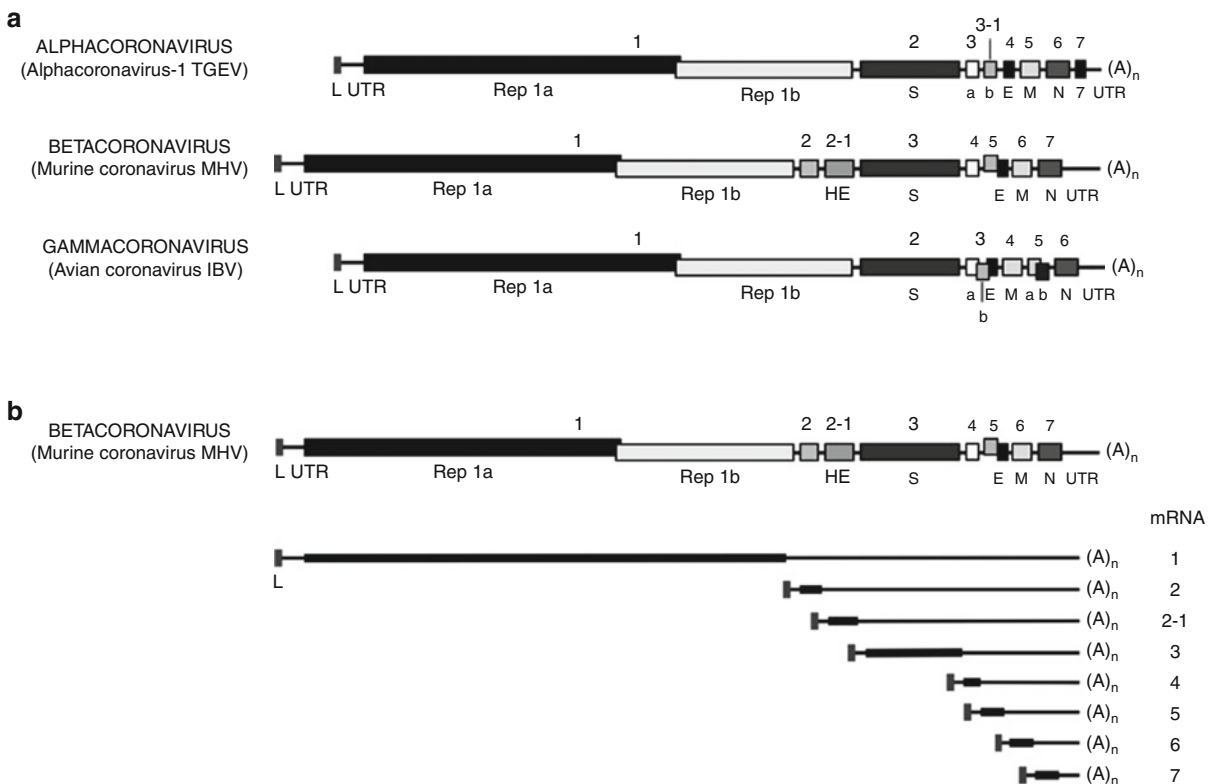 a
3-1
1 2 3 4 5 6 7
ALPHACORONAVIRUS
(Alphacoronavirus-1 TGEV)
(A)n
L UTR Rep 1a Rep 1b S a b E M N 7 UTR
1 2 2-1 3 4 5 6 7
BETACORONAVIRUS
(Murine coronavirus MHV)
(A)n
L UTR Rep 1a Rep 1b HE S E M N UTR
1 2 3 4 5 6
GAMMACORONAVIRUS
(Avian coronavirus IBV)
(A)n
L UTR Rep 1a Rep 1b S a E M a b N UTR
b
b
1 2 2-1 3 4 5 6 7
BETACORONAVIRUS
(Murine coronavirus MHV)
(A)n
L UTR Rep 1a Rep 1b HE S E M N UTR
mRNA
(A)n 1
L
(A)n 2
(A)n 2-1
(A)n 3
(A)n 4
(A)n 5
(A)n 6
(A)n 7